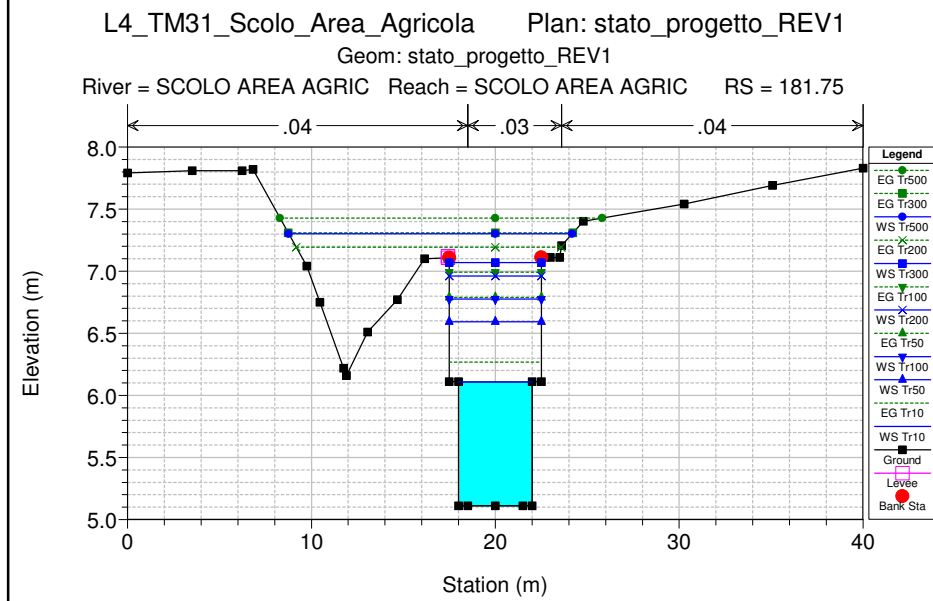 L4_TM31_Scolo_Area_Agricola Plan: stato_progetto_REV1
Geom: stato_progetto_REV1
River = SCOLO AREA AGRIC Reach = SCOLO AREA AGRIC RS = 181.75
.04 .03 .04
Legend
EG Tr500
EG Tr300
WS Tr500
EG Tr200
WS Tr300
EG Tr100
WS Tr200
EG Tr50
WS Tr100
WS Tr50
EG Tr10
WS Tr10
Ground
Levee
Bank Sta
Elevation (m)
8.0
7.5
7.0
6.5
6.0
5.5
5.0
0 10 20 30 40
Station (m)